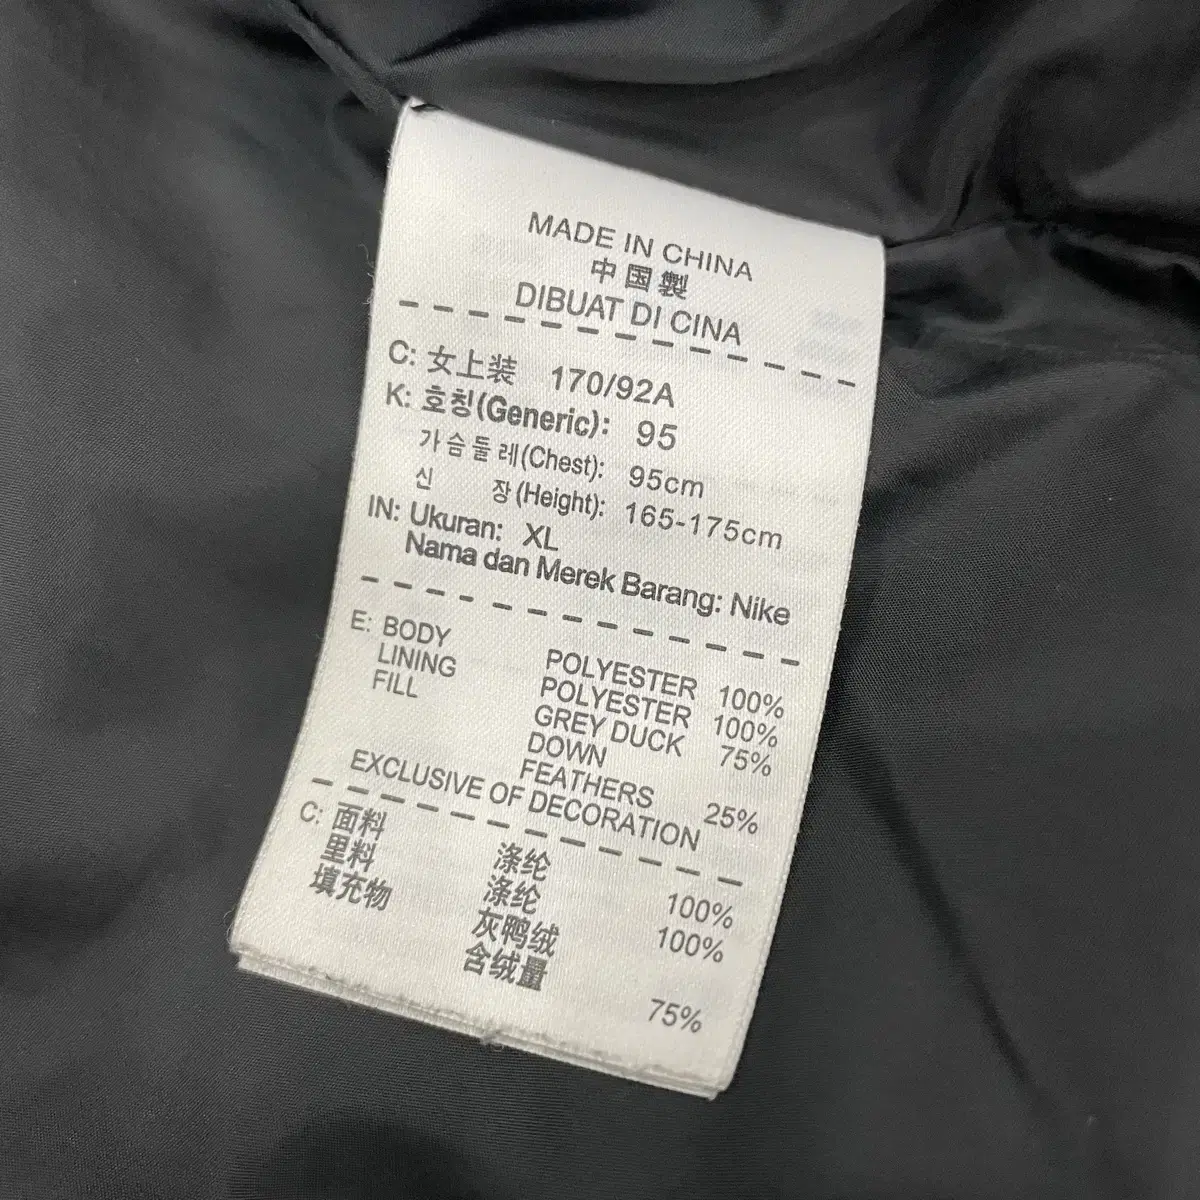 MADE IN CHINA
中国製
DIBUAT DI CINA
C: 女上装 170/92A
K: 호칭(Generic): 95
가슴둘레(Chest): 95cm
신 장(Height): 165-175cm
IN: Ukuran: XL
Nama dan Merek Barang: Nike
E: BODY POLYESTER 100%
LINING POLYESTER 100%
FILL GREY DUCK 75%
DOWN
FEATHERS 25%
EXCLUSIVE OF DECORATION
C: 面料 涤纶 100%
里料 涤纶 100%
填充物 灰鸭绒
含绒量 75%